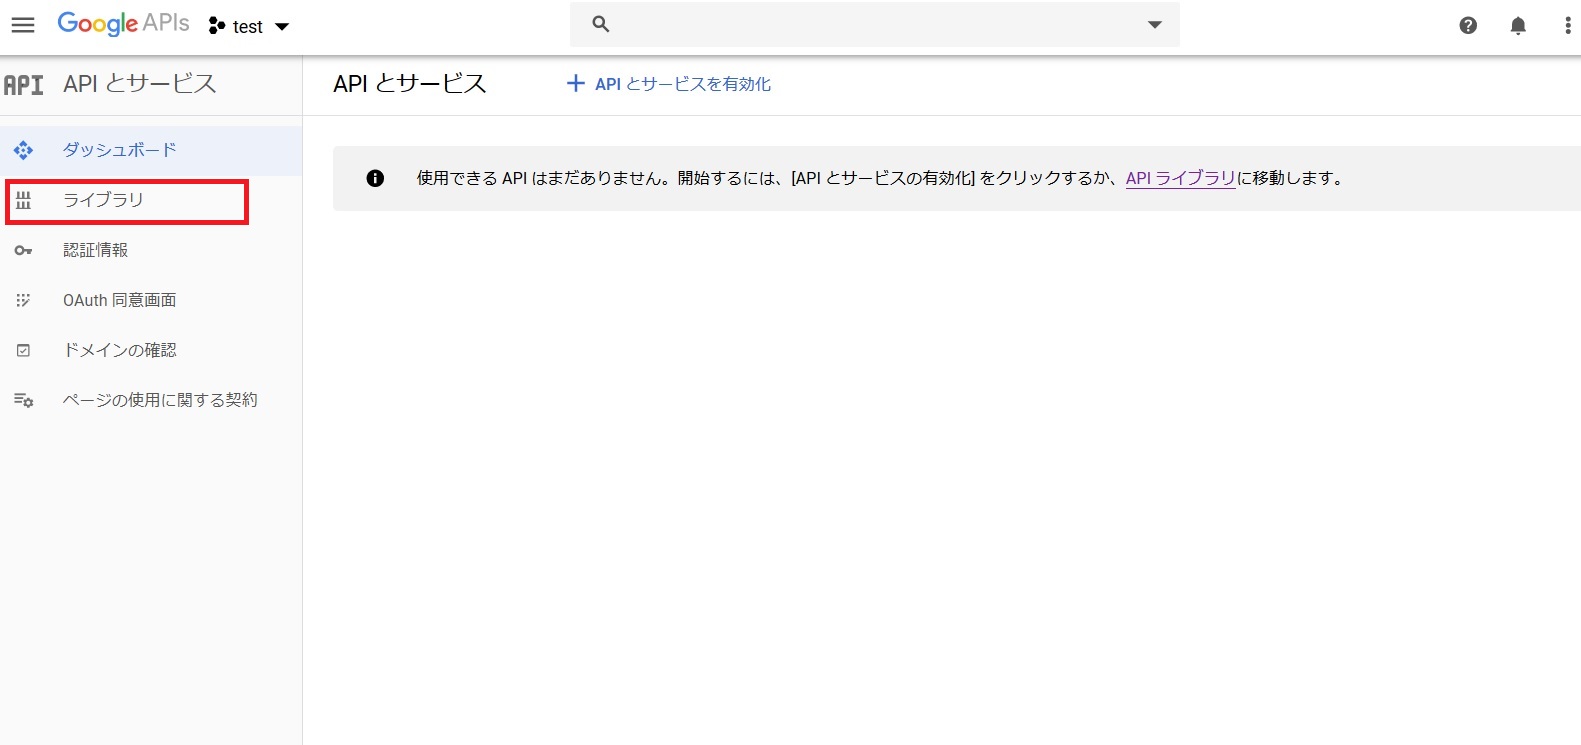 Google APIs test
API API とサービス
API とサービス
API とサービスを有効化
ダッシュボード
ライブラリ
認証情報
OAuth 同意画面
ドメインの確認
ページの使用に関する契約
使用できる API はまだありません。開始するには、[API とサービスの有効化] をクリックするか、API ライブラリに移動します。